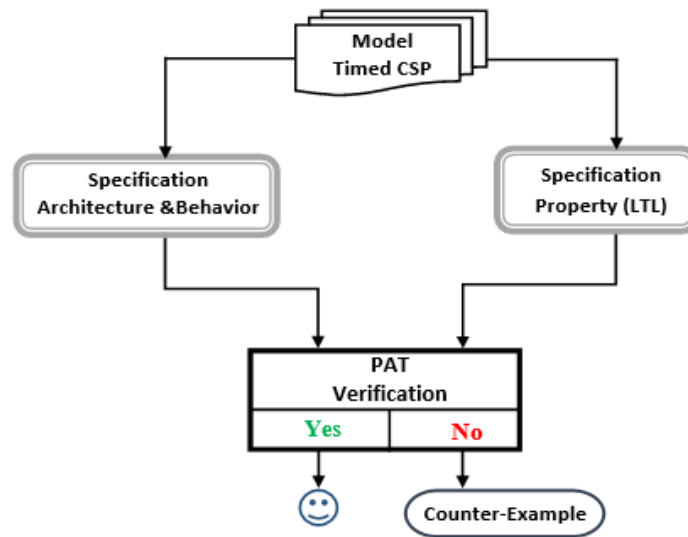 Model
Timed CSP
Specification
Architecture &Behavior
Specification
Property (LTL)
PAT
Verification
Yes
No
Counter-Example